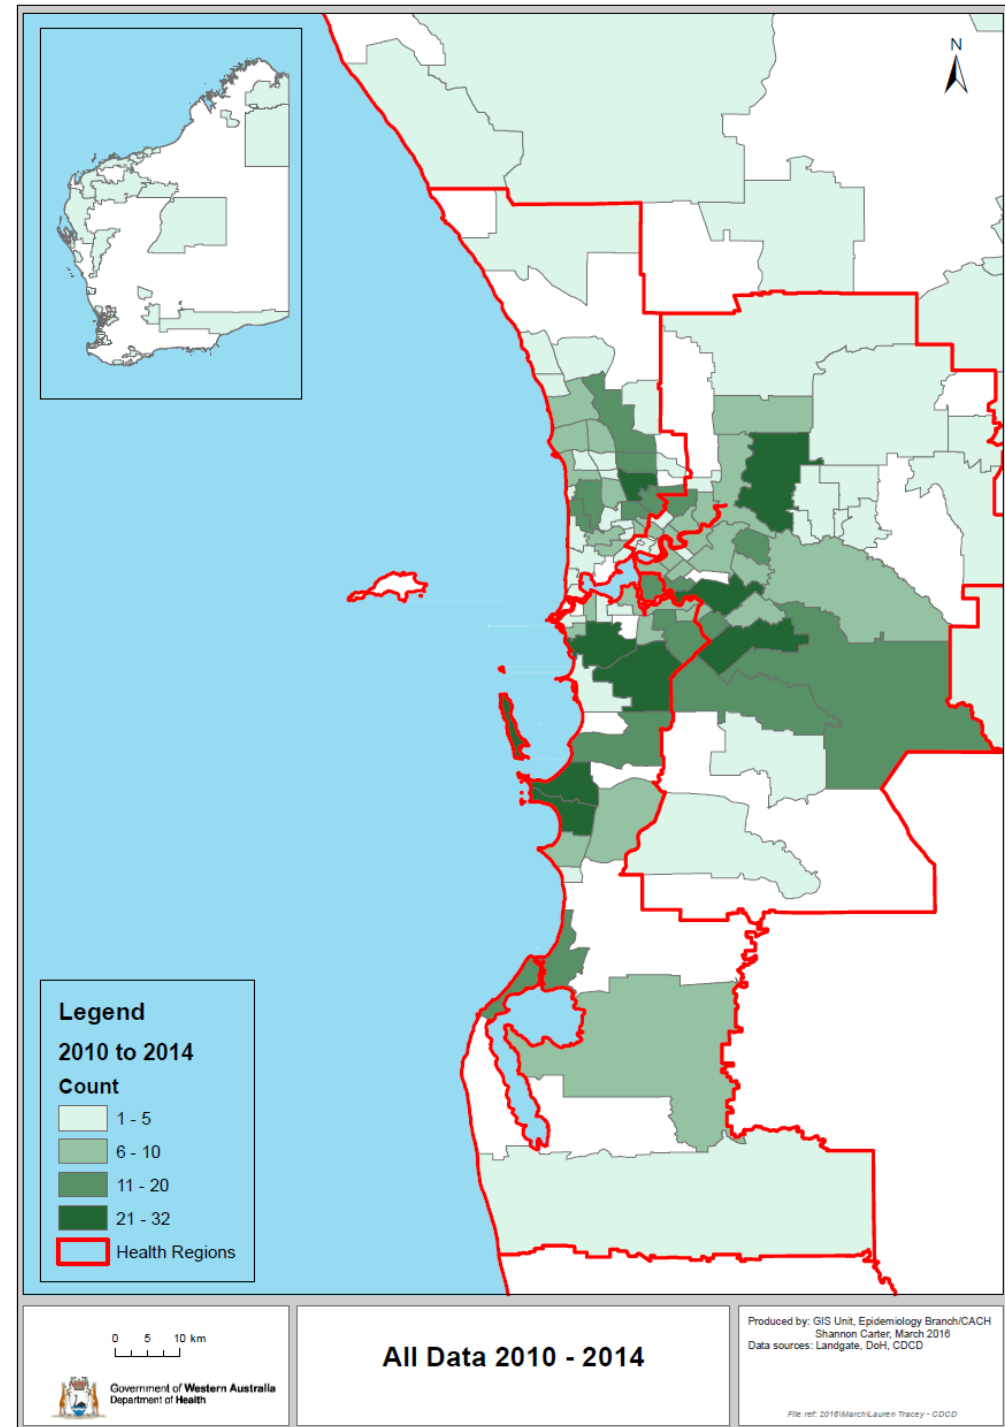 N
Legend
2010 to 2014
Count
1 - 5
6 - 10
11 - 20
21 - 32
Health Regions
0 5 10 km
Government of Western Australia
Department of Health
All Data 2010 - 2014
Produced by: GIS Unit, Epidemiology Branch/CACH
Shannon Carter, March 2016
Data sources: Landgate, DoH, CDCD
File ref: 2016\March\Lauren Tracey - CDCD